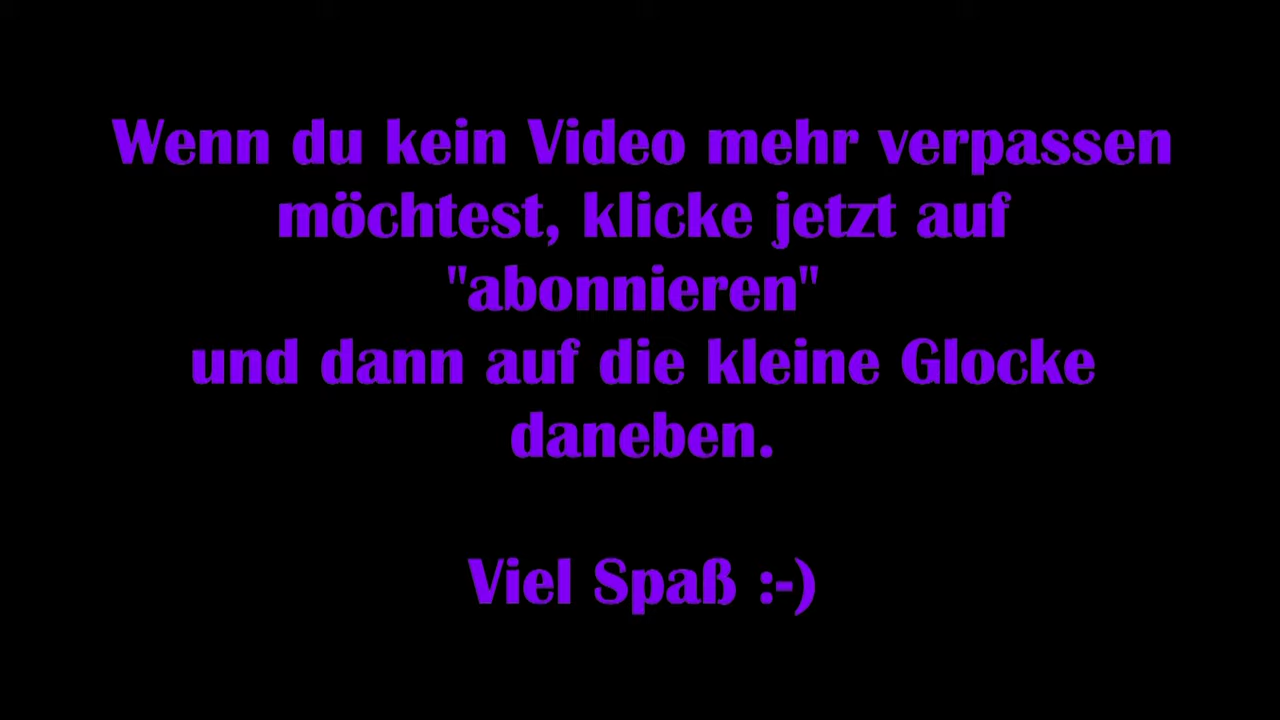 Wenn du kein Video mehr verpassen
möchtest, klicke jetzt auf
"abonnieren"
und dann auf die kleine Glocke
daneben.
Viel Spaß :-)